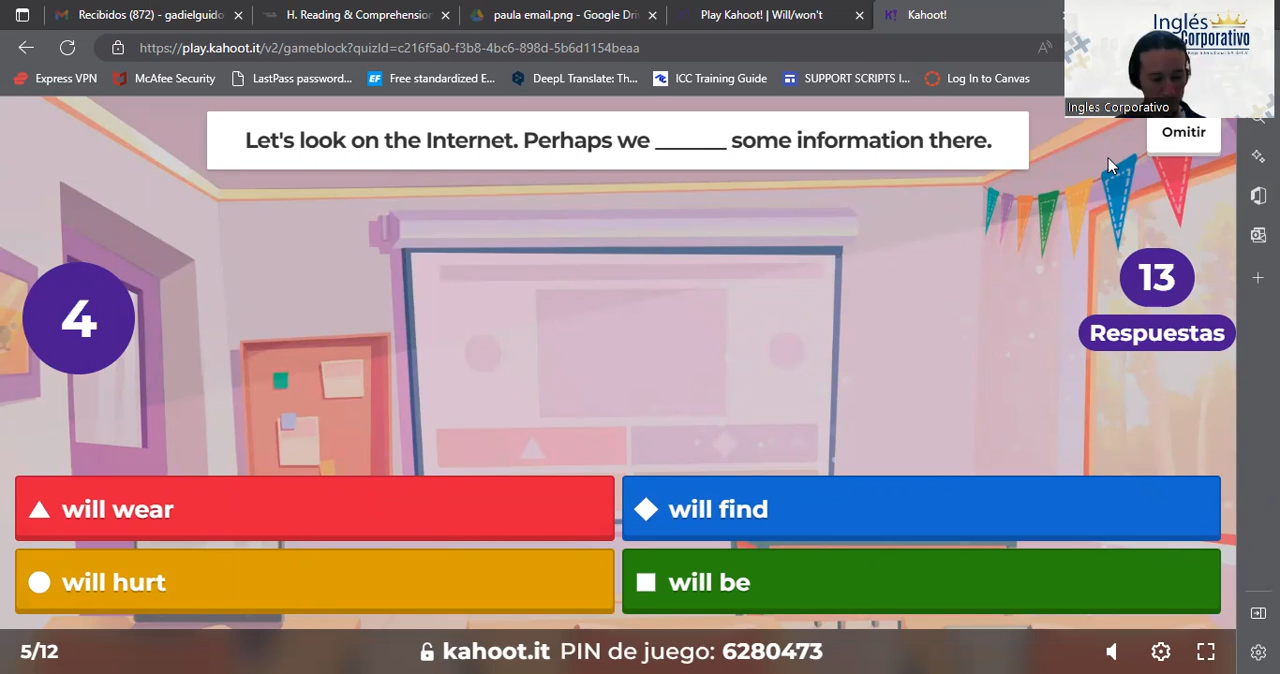 Recibidos (872) - gadielguido
H. Reading & Comprehension
paula email.png - Google Dri
Play Kahoot! | Will/won't
K! Kahoot!
https://play.kahoot.it/v2/gameblock?quizId=c216f5a0-f3b8-4bc6-898d-5b6d1154beaa
Express VPN
McAfee Security
LastPass password...
EF Free standardized E...
DeepL Translate: Th...
ICC Training Guide
SUPPORT SCRIPTS I...
Log In to Canvas
Inglés
Corporativo
Ingles Corporativo
Omitir
Let's look on the Internet. Perhaps we ______ some information there.
4
13
Respuestas
will wear
will find
will hurt
will be
5/12
kahoot.it PIN de juego: 6280473